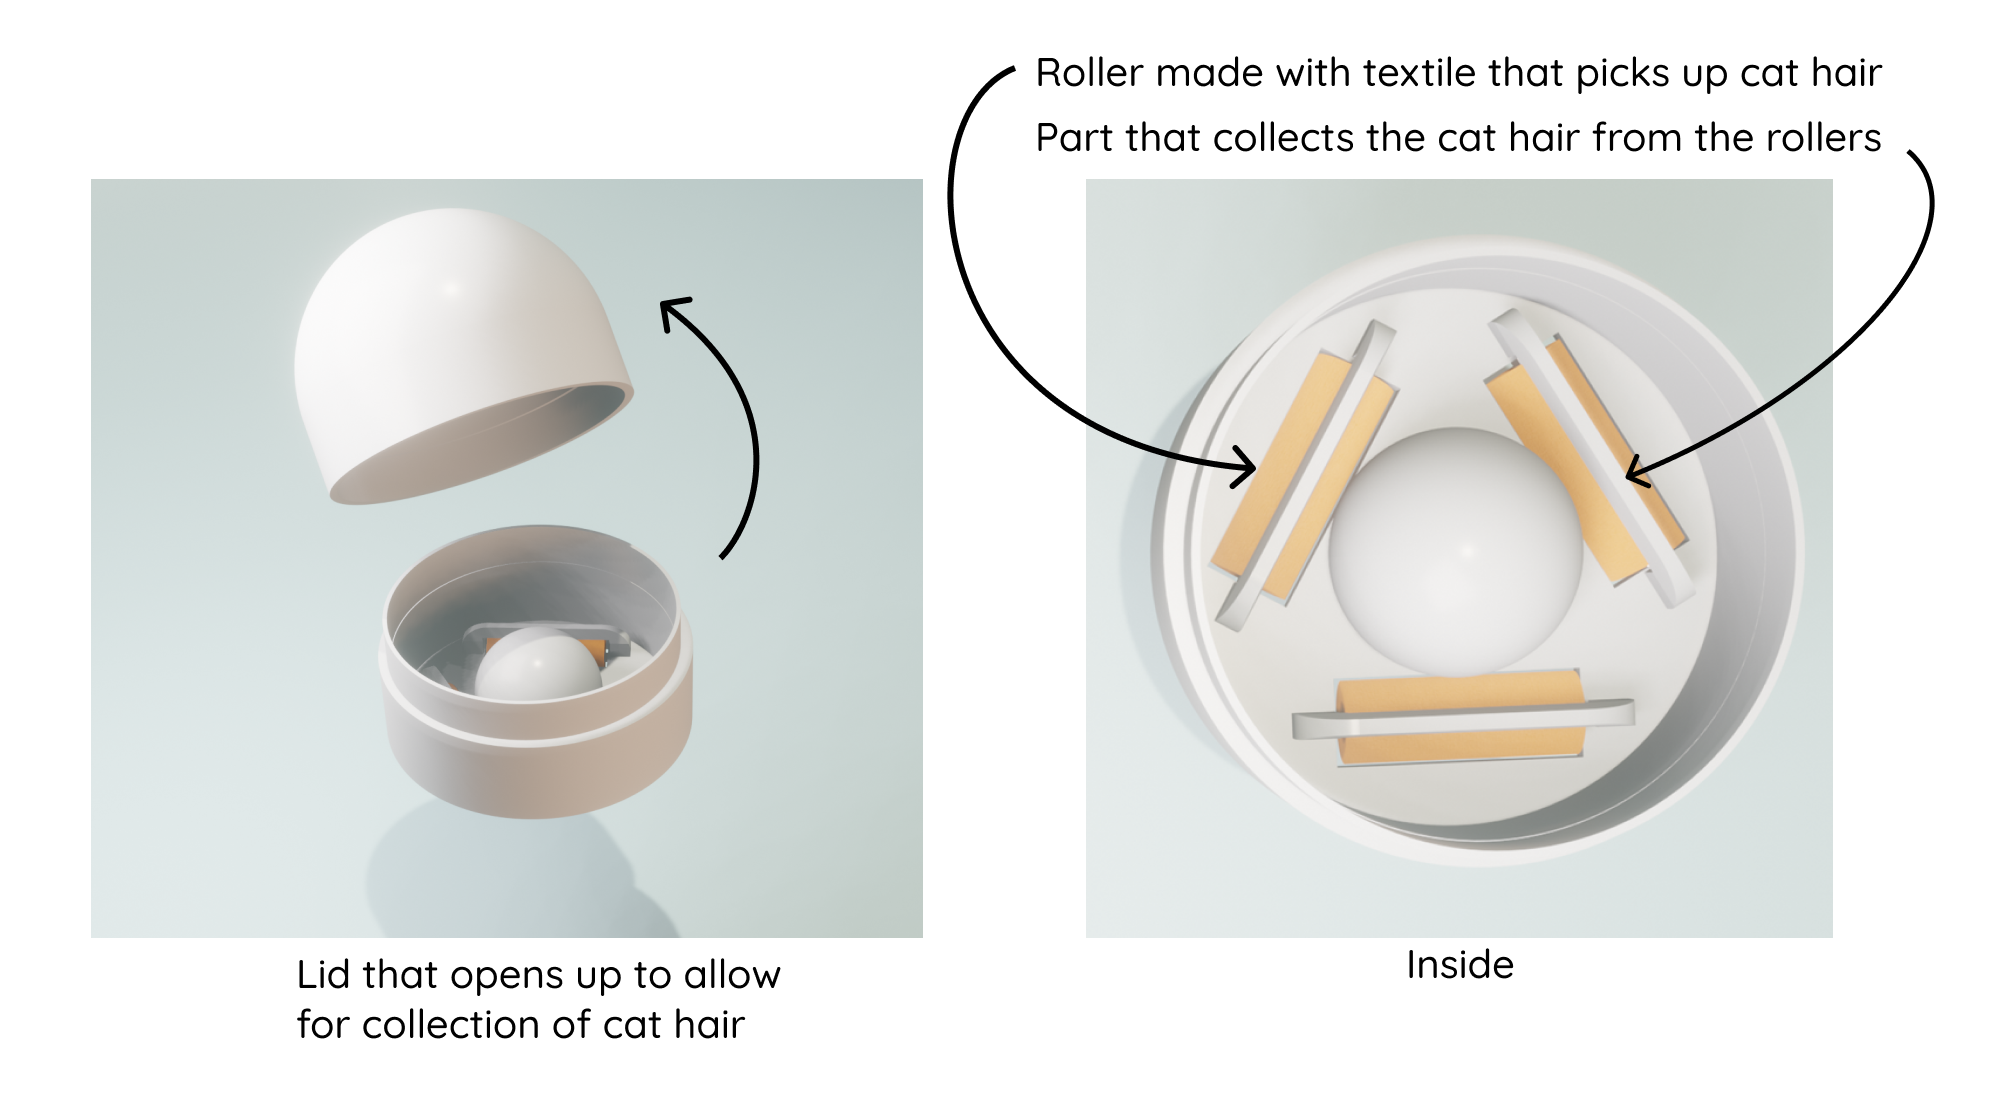 Roller made with textile that picks up cat hair
Part that collects the cat hair from the rollers
Lid that opens up to allow
for collection of cat hair
Inside